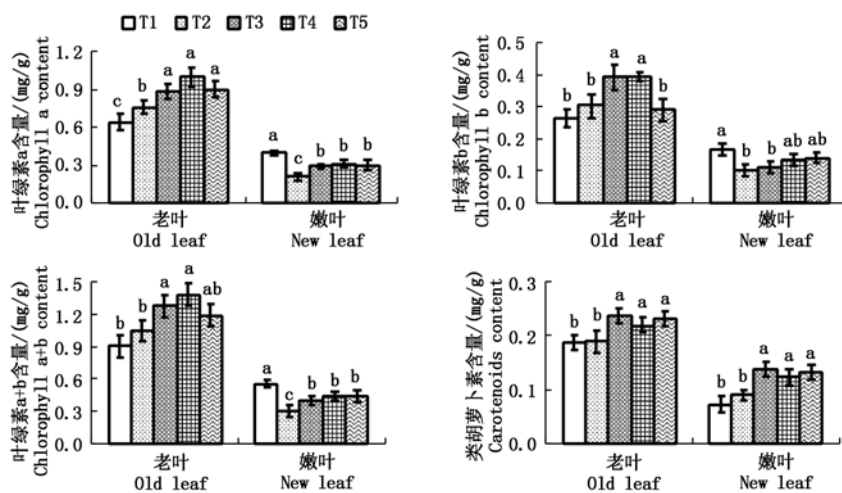 T1 T2 T3 T4 T5
叶绿素a含量/(mg/g)
Chlorophyll a content
1.2
0.9
0.6
0.3
0.0
c b a a a
a c b b b
老叶
Old leaf
嫩叶
New leaf
叶绿素b含量/(mg/g)
Chlorophyll b content
0.5
0.4
0.3
0.2
0.1
0.0
b b a a b
a b b ab ab
老叶
Old leaf
嫩叶
New leaf
叶绿素a+b含量/(mg/g)
Chlorophyll a+b content
1.5
1.2
0.9
0.6
0.3
0.0
b b a a ab
a c b b b
老叶
Old leaf
嫩叶
New leaf
类胡萝卜素含量/(mg/g)
Carotenoids content
0.3
0.2
0.1
0.0
b b a a a
b b a a a
老叶
Old leaf
嫩叶
New leaf